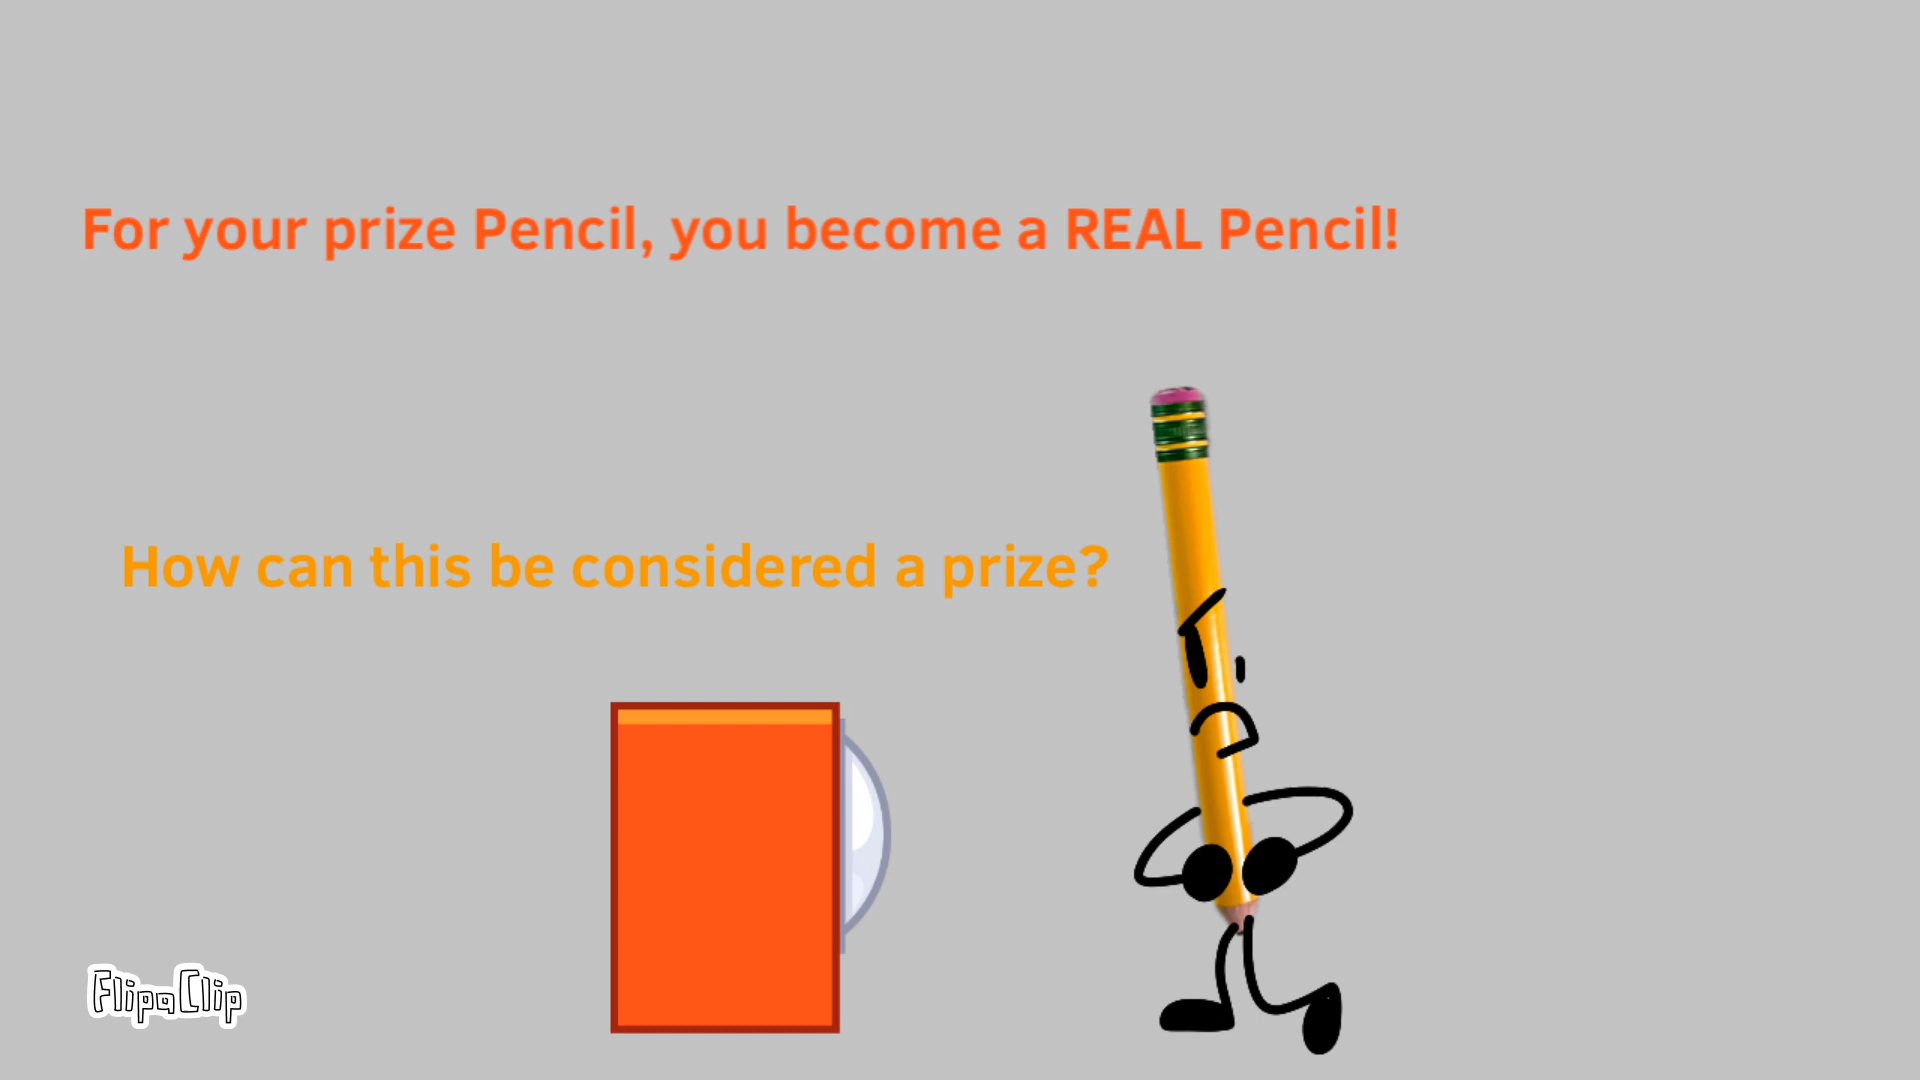 For your prize Pencil, you become a REAL Pencil!
How can this be considered a prize?
FlipaClip